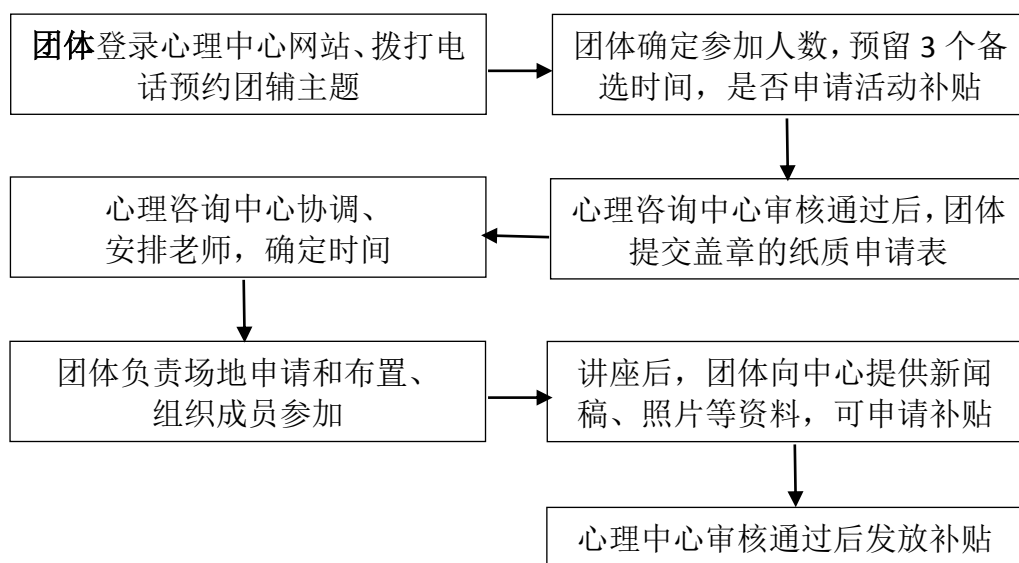 团体登录心理中心网站、拨打电
话预约团辅主题
团体确定参加人数，预留 3 个备
选时间，是否申请活动补贴
心理咨询中心审核通过后，团体
提交盖章的纸质申请表
心理咨询中心协调、
安排老师，确定时间
团体负责场地申请和布置、
组织成员参加
讲座后，团体向中心提供新闻
稿、照片等资料，可申请补贴
心理中心审核通过后发放补贴